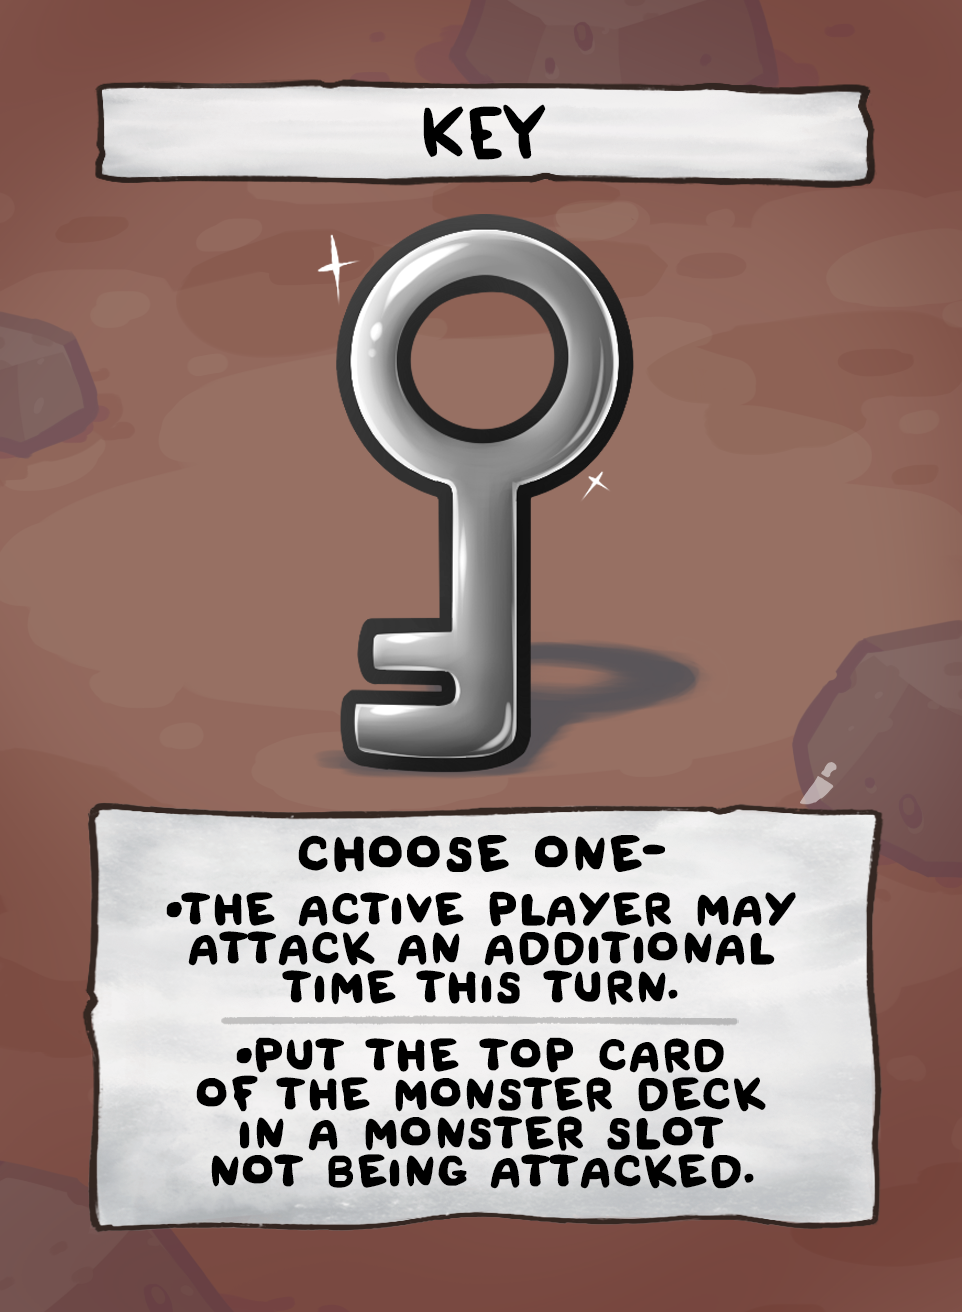 KEY
CHOOSE ONE-
•THE ACTIVE PLAYER MAY
ATTACK AN ADDITIONAL
TIME THIS TURN.
•PUT THE TOP CARD
OF THE MONSTER DECK
IN A MONSTER SLOT
NOT BEING ATTACKED.